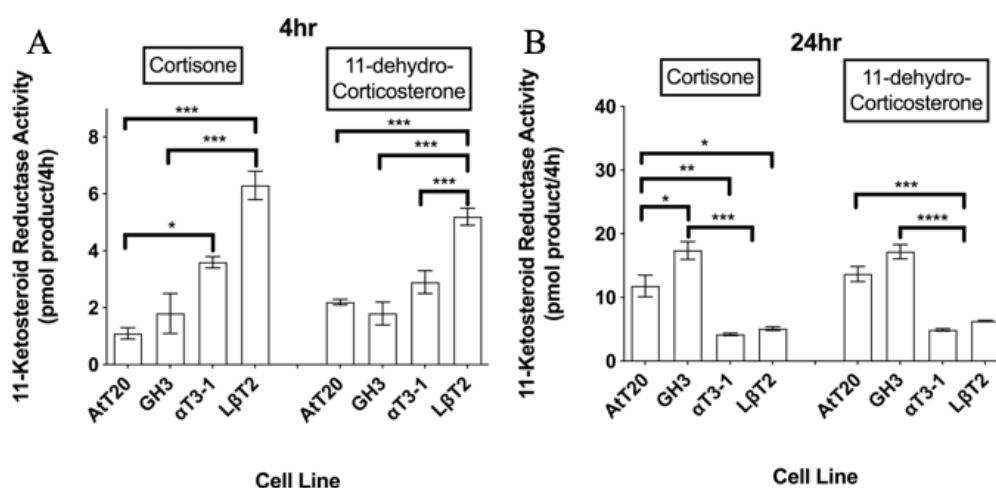 A
4hr
Cortisone
11-dehydro-
Corticosterone
11-Ketosteroid Reductase Activity
(pmol product/4h)
8
6
4
2
0
***
***
*
***
***
***
AtT20
GH3
αT3-1
LβT2
AtT20
GH3
αT3-1
LβT2
Cell Line
B
24hr
Cortisone
11-dehydro-
Corticosterone
11-Ketosteroid Reductase Activity
(pmol product/4h)
40
30
20
10
0
*
**
*
***
***
****
AtT20
GH3
αT3-1
LβT2
AtT20
GH3
αT3-1
LβT2
Cell Line